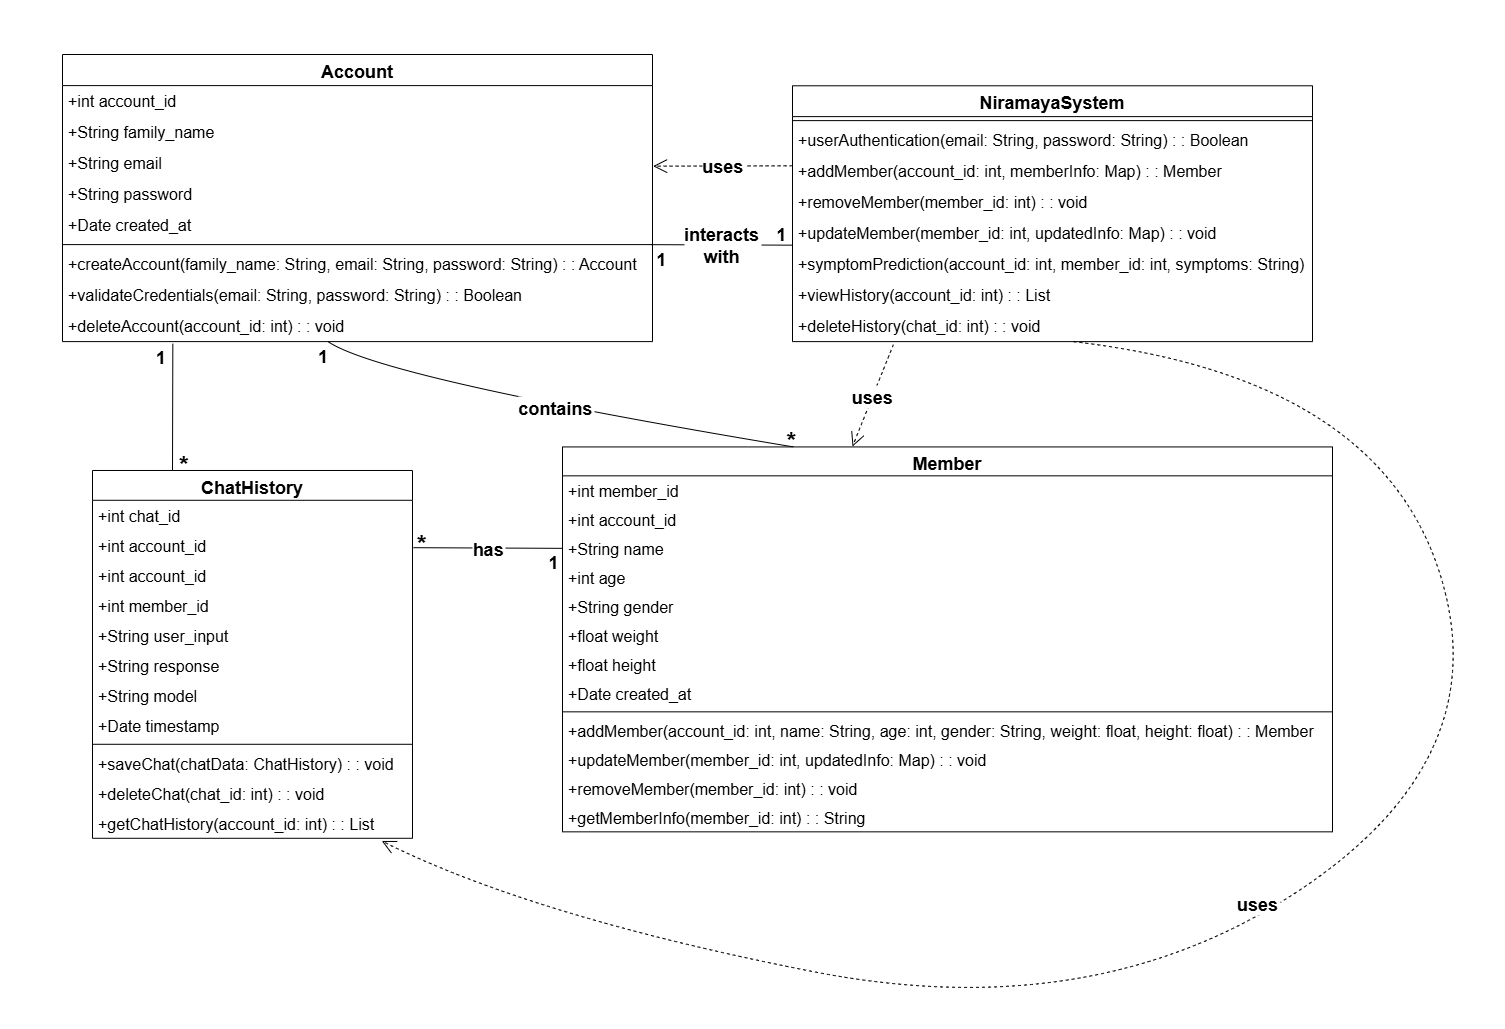 Account
+int account_id
+String family_name
+String email
+String password
+Date created_at
+createAccount(family_name: String, email: String, password: String) : : Account
+validateCredentials(email: String, password: String) : : Boolean
+deleteAccount(account_id: int) : : void
NiramayaSystem
+userAuthentication(email: String, password: String) : : Boolean
+addMember(account_id: int, memberInfo: Map) : : Member
+removeMember(member_id: int) : : void
+updateMember(member_id: int, updatedInfo: Map) : : void
+symptomPrediction(account_id: int, member_id: int, symptoms: String)
+viewHistory(account_id: int) : : List
+deleteHistory(chat_id: int) : : void
uses
interacts
with
1
1
1
1
contains
*
*
uses
ChatHistory
+int chat_id
+int account_id
+int account_id
+int member_id
+String user_input
+String response
+String model
+Date timestamp
+saveChat(chatData: ChatHistory) : : void
+deleteChat(chat_id: int) : : void
+getChatHistory(account_id: int) : : List
*
has
1
Member
+int member_id
+int account_id
+String name
+int age
+String gender
+float weight
+float height
+Date created_at
+addMember(account_id: int, name: String, age: int, gender: String, weight: float, height: float) : : Member
+updateMember(member_id: int, updatedInfo: Map) : : void
+removeMember(member_id: int) : : void
+getMemberInfo(member_id: int) : : String
uses